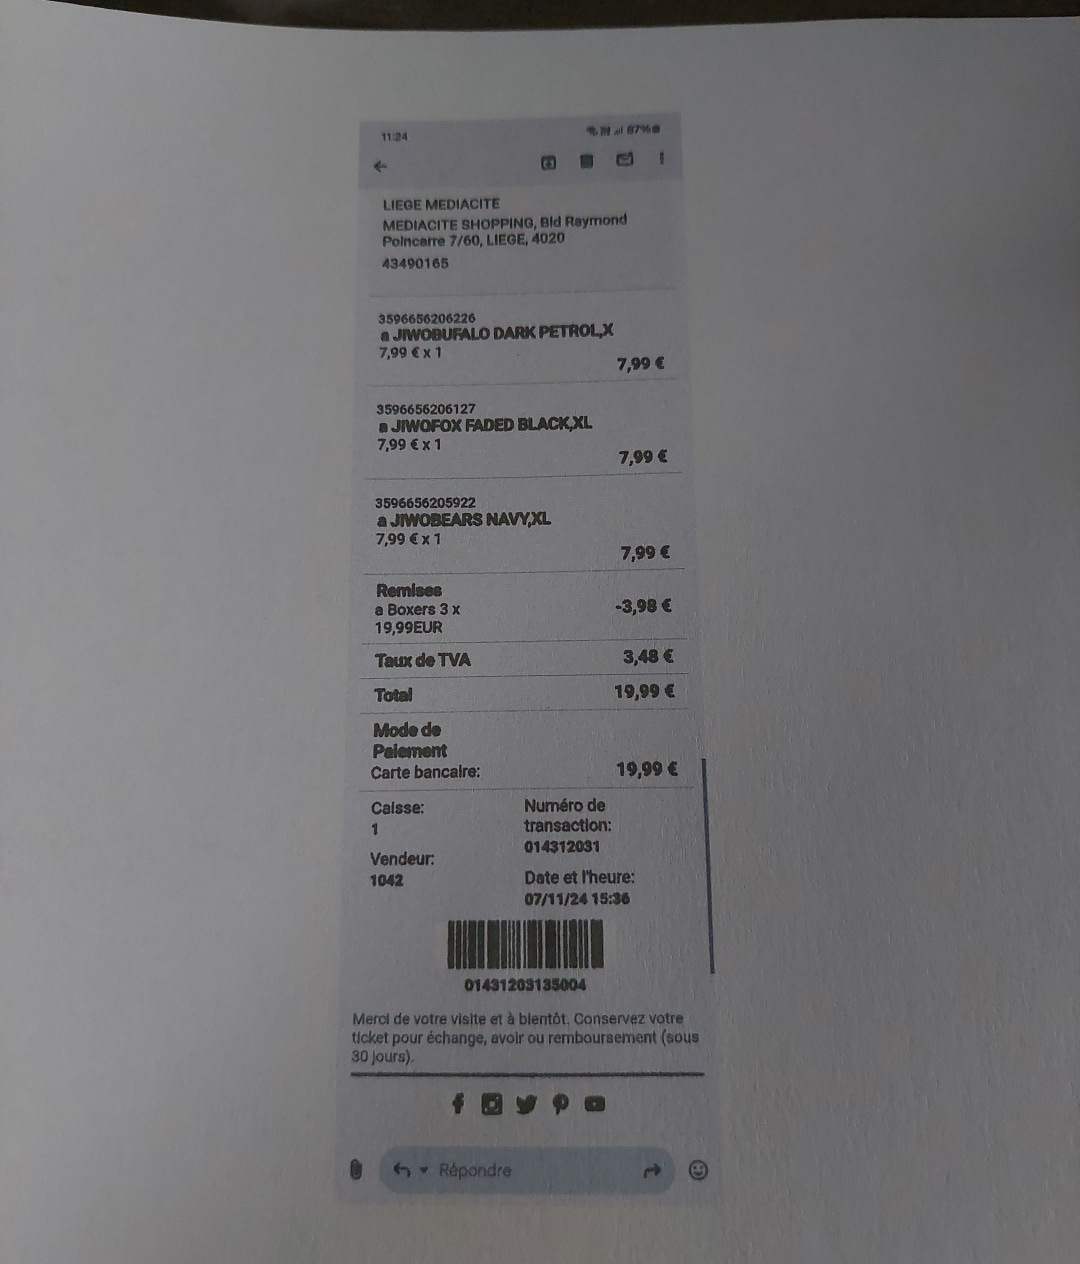 11:24
87%
LIEGE MEDIACITE
MEDIACITE SHOPPING, Bld Raymond
Poincarre 7/60, LIEGE, 4020
43490165
3596656206226
a JIWOBUFALO DARK PETROL,X
7,99 € x 1
7,99 €
3596656206127
a JIWOFOX FADED BLACK,XL
7,99 € x 1
7,99 €
3596656205922
a JIWOBEARS NAVY,XL
7,99 € x 1
7,99 €
Remises
a Boxers 3 x
19,99EUR
-3,98 €
Taux de TVA
3,48 €
Total
19,99 €
Mode de
Paiement
Carte bancaire:
19,99 €
Caisse:
1
Vendeur:
1042
Numéro de
transaction:
014312031
Date et l'heure:
07/11/24 15:36
01431203135004
Merci de votre visite et à bientôt. Conservez votre
ticket pour échange, avoir ou remboursement (sous
30 jours).
Répondre